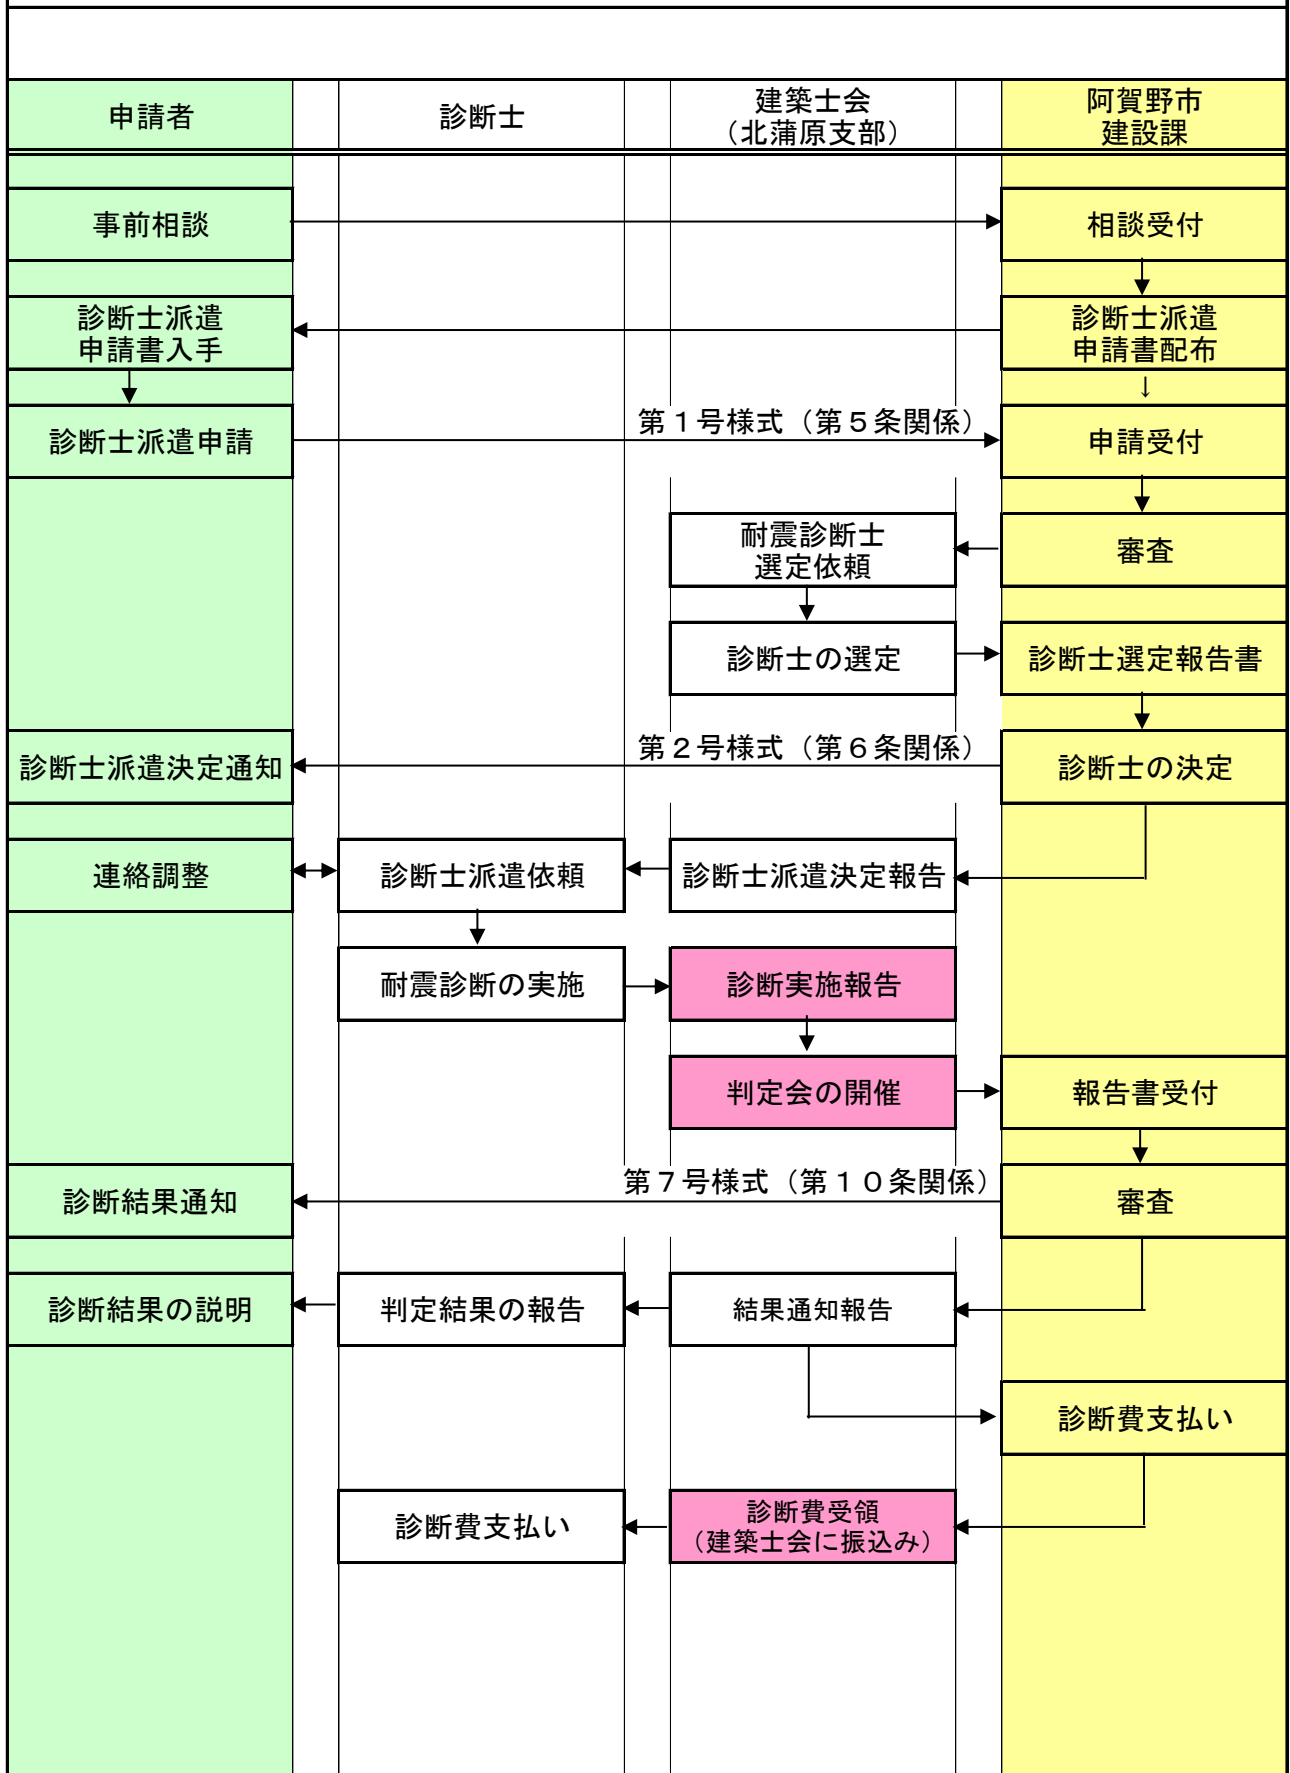 申請者
診断士
建築士会
（北蒲原支部）
阿賀野市
建設課
事前相談
相談受付
診断士派遣
申請書入手
診断士派遣
申請書配布
↓
診断士派遣申請
第１号様式（第５条関係）
申請受付
耐震診断士
選定依頼
審査
診断士の選定
診断士選定報告書
診断士派遣決定通知
第２号様式（第６条関係）
診断士の決定
連絡調整
診断士派遣依頼
診断士派遣決定報告
耐震診断の実施
診断実施報告
判定会の開催
報告書受付
診断結果通知
第７号様式（第１０条関係）
審査
診断結果の説明
判定結果の報告
結果通知報告
診断費支払い
診断費支払い
診断費受領
（建築士会に振込み）